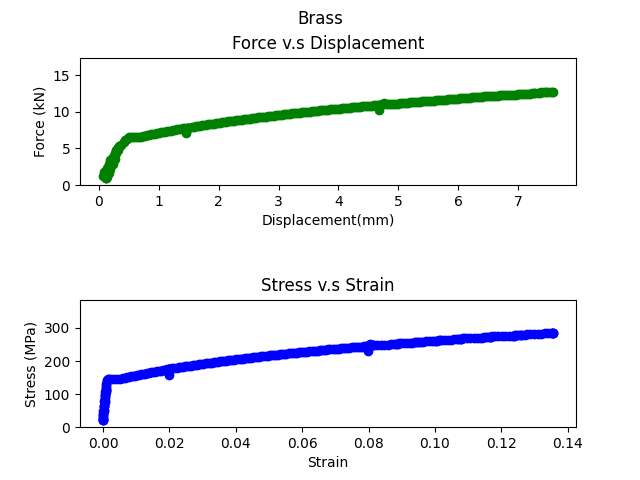 Brass
Force v.s Displacement
Force (kN)
15
10
5
0
0 1 2 3 4 5 6 7
Displacement(mm)
Stress v.s Strain
Stress (MPa)
300
200
100
0
0.00 0.02 0.04 0.06 0.08 0.10 0.12 0.14
Strain